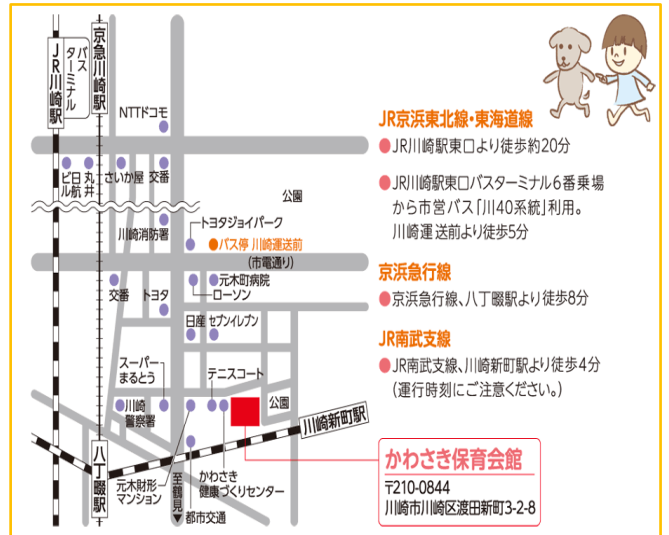 JR川崎駅
バス
ターミナル
京急川崎駅
NTTドコモ
日航
ビル
丸井
さいか屋
交番
公園
川崎消防署
トヨタジョイパーク
バス停 川崎運送前
(市電通り)
交番
トヨタ
元木町病院
ローソン
日産
セブンイレブン
スーパー
まるとう
テニスコート
川崎
警察署
公園
川崎新町駅
八丁畷駅
元木財形
マンション
至鶴見
かわさき
健康づくりセンター
都市交通
JR京浜東北線・東海道線
●JR川崎駅東口より徒歩約20分
●JR川崎駅東口バスターミナル6番乗場
から市営バス「川40系統」利用。
川崎運送前より徒歩5分
京浜急行線
●京浜急行線、八丁畷駅より徒歩8分
JR南武支線
●JR南武支線、川崎新町駅より徒歩4分
(運行時刻にご注意ください。)
かわさき保育会館
〒210-0844
川崎市川崎区渡田新町3-2-8